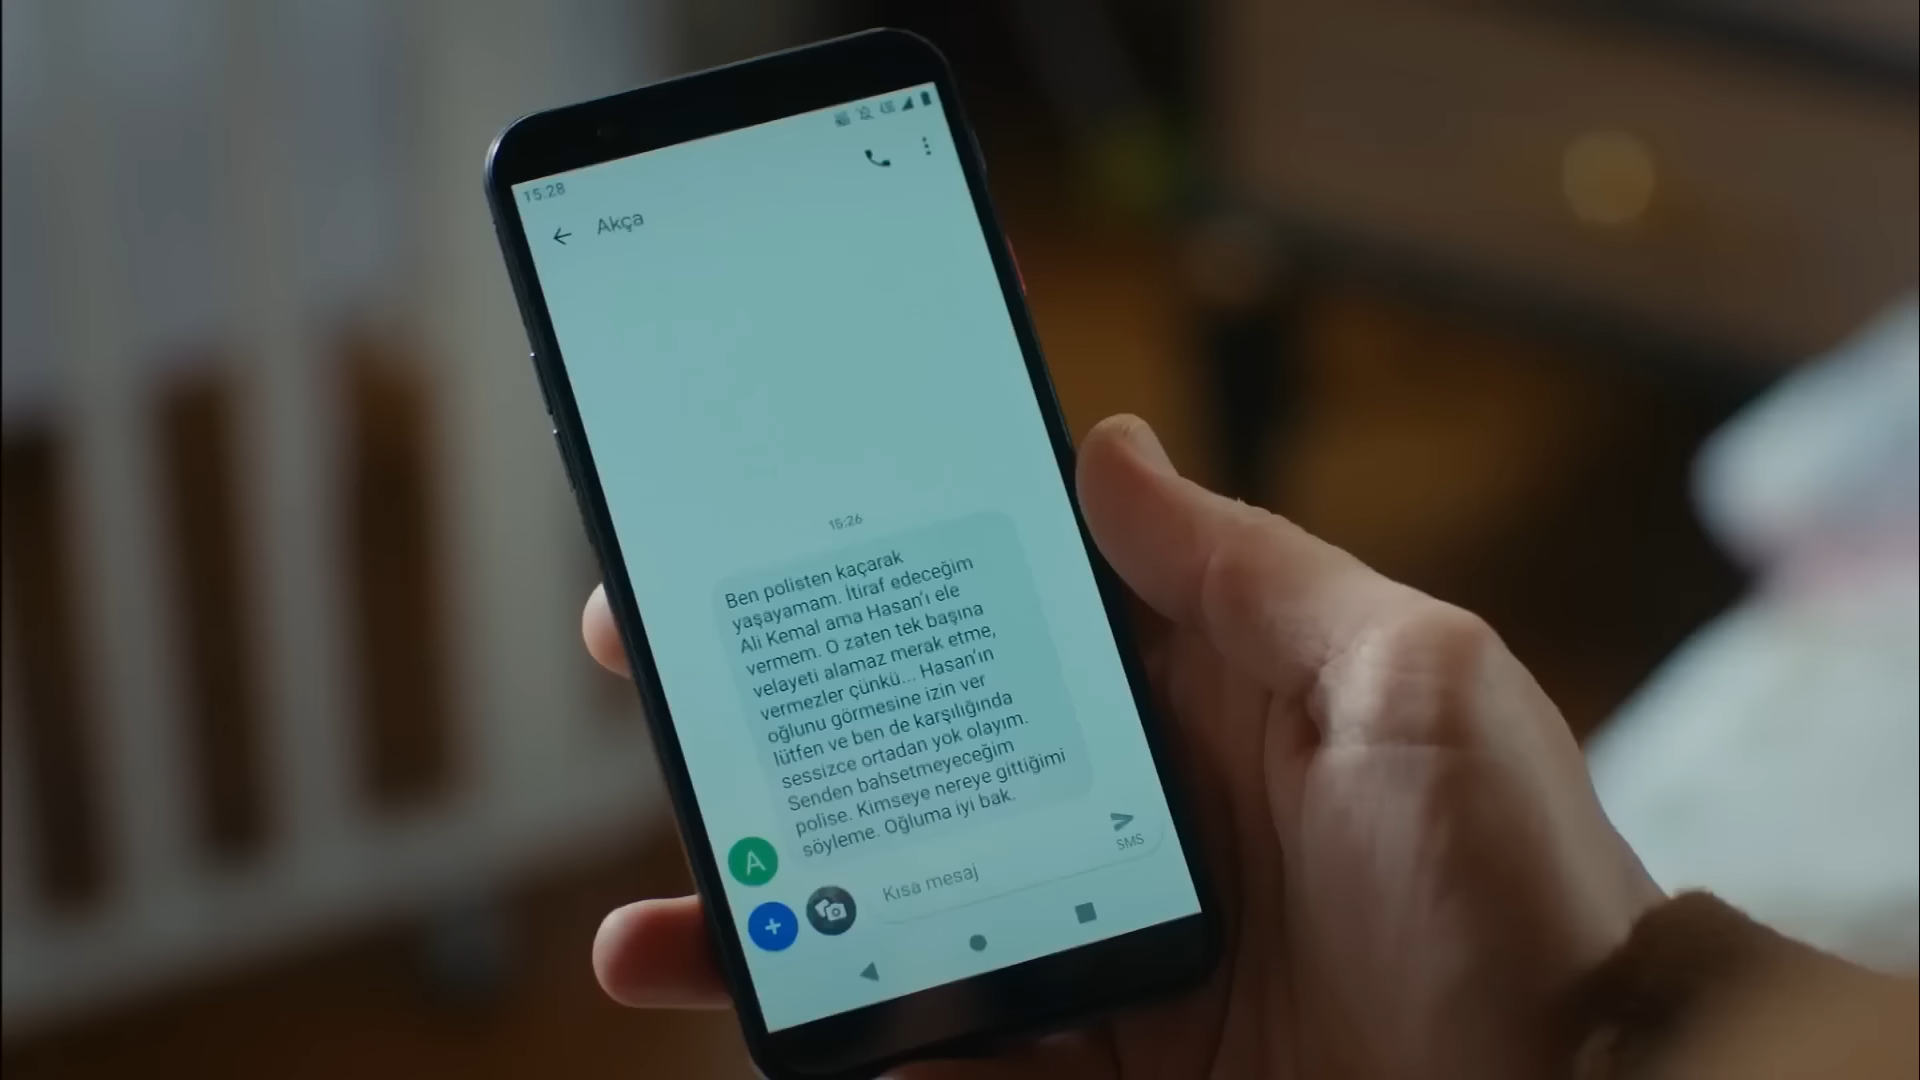 15.28
Akça
15:26
Ben polisten kaçarak
yaşayamam. İtiraf edeceğim
Ali Kemal ama Hasan'ı ele
vermem. O zaten tek başına
velayeti alamaz merak etme,
vermezler çünkü... Hasan'ın
oğlunu görmesine izin ver
lütfen ve ben de karşılığında
sessizce ortadan yok olayım.
Senden bahsetmeyeceğim
polise. Kimseye nereye gittiğimi
söyleme. Oğluma iyi bak.
A
Kısa mesaj
SMS